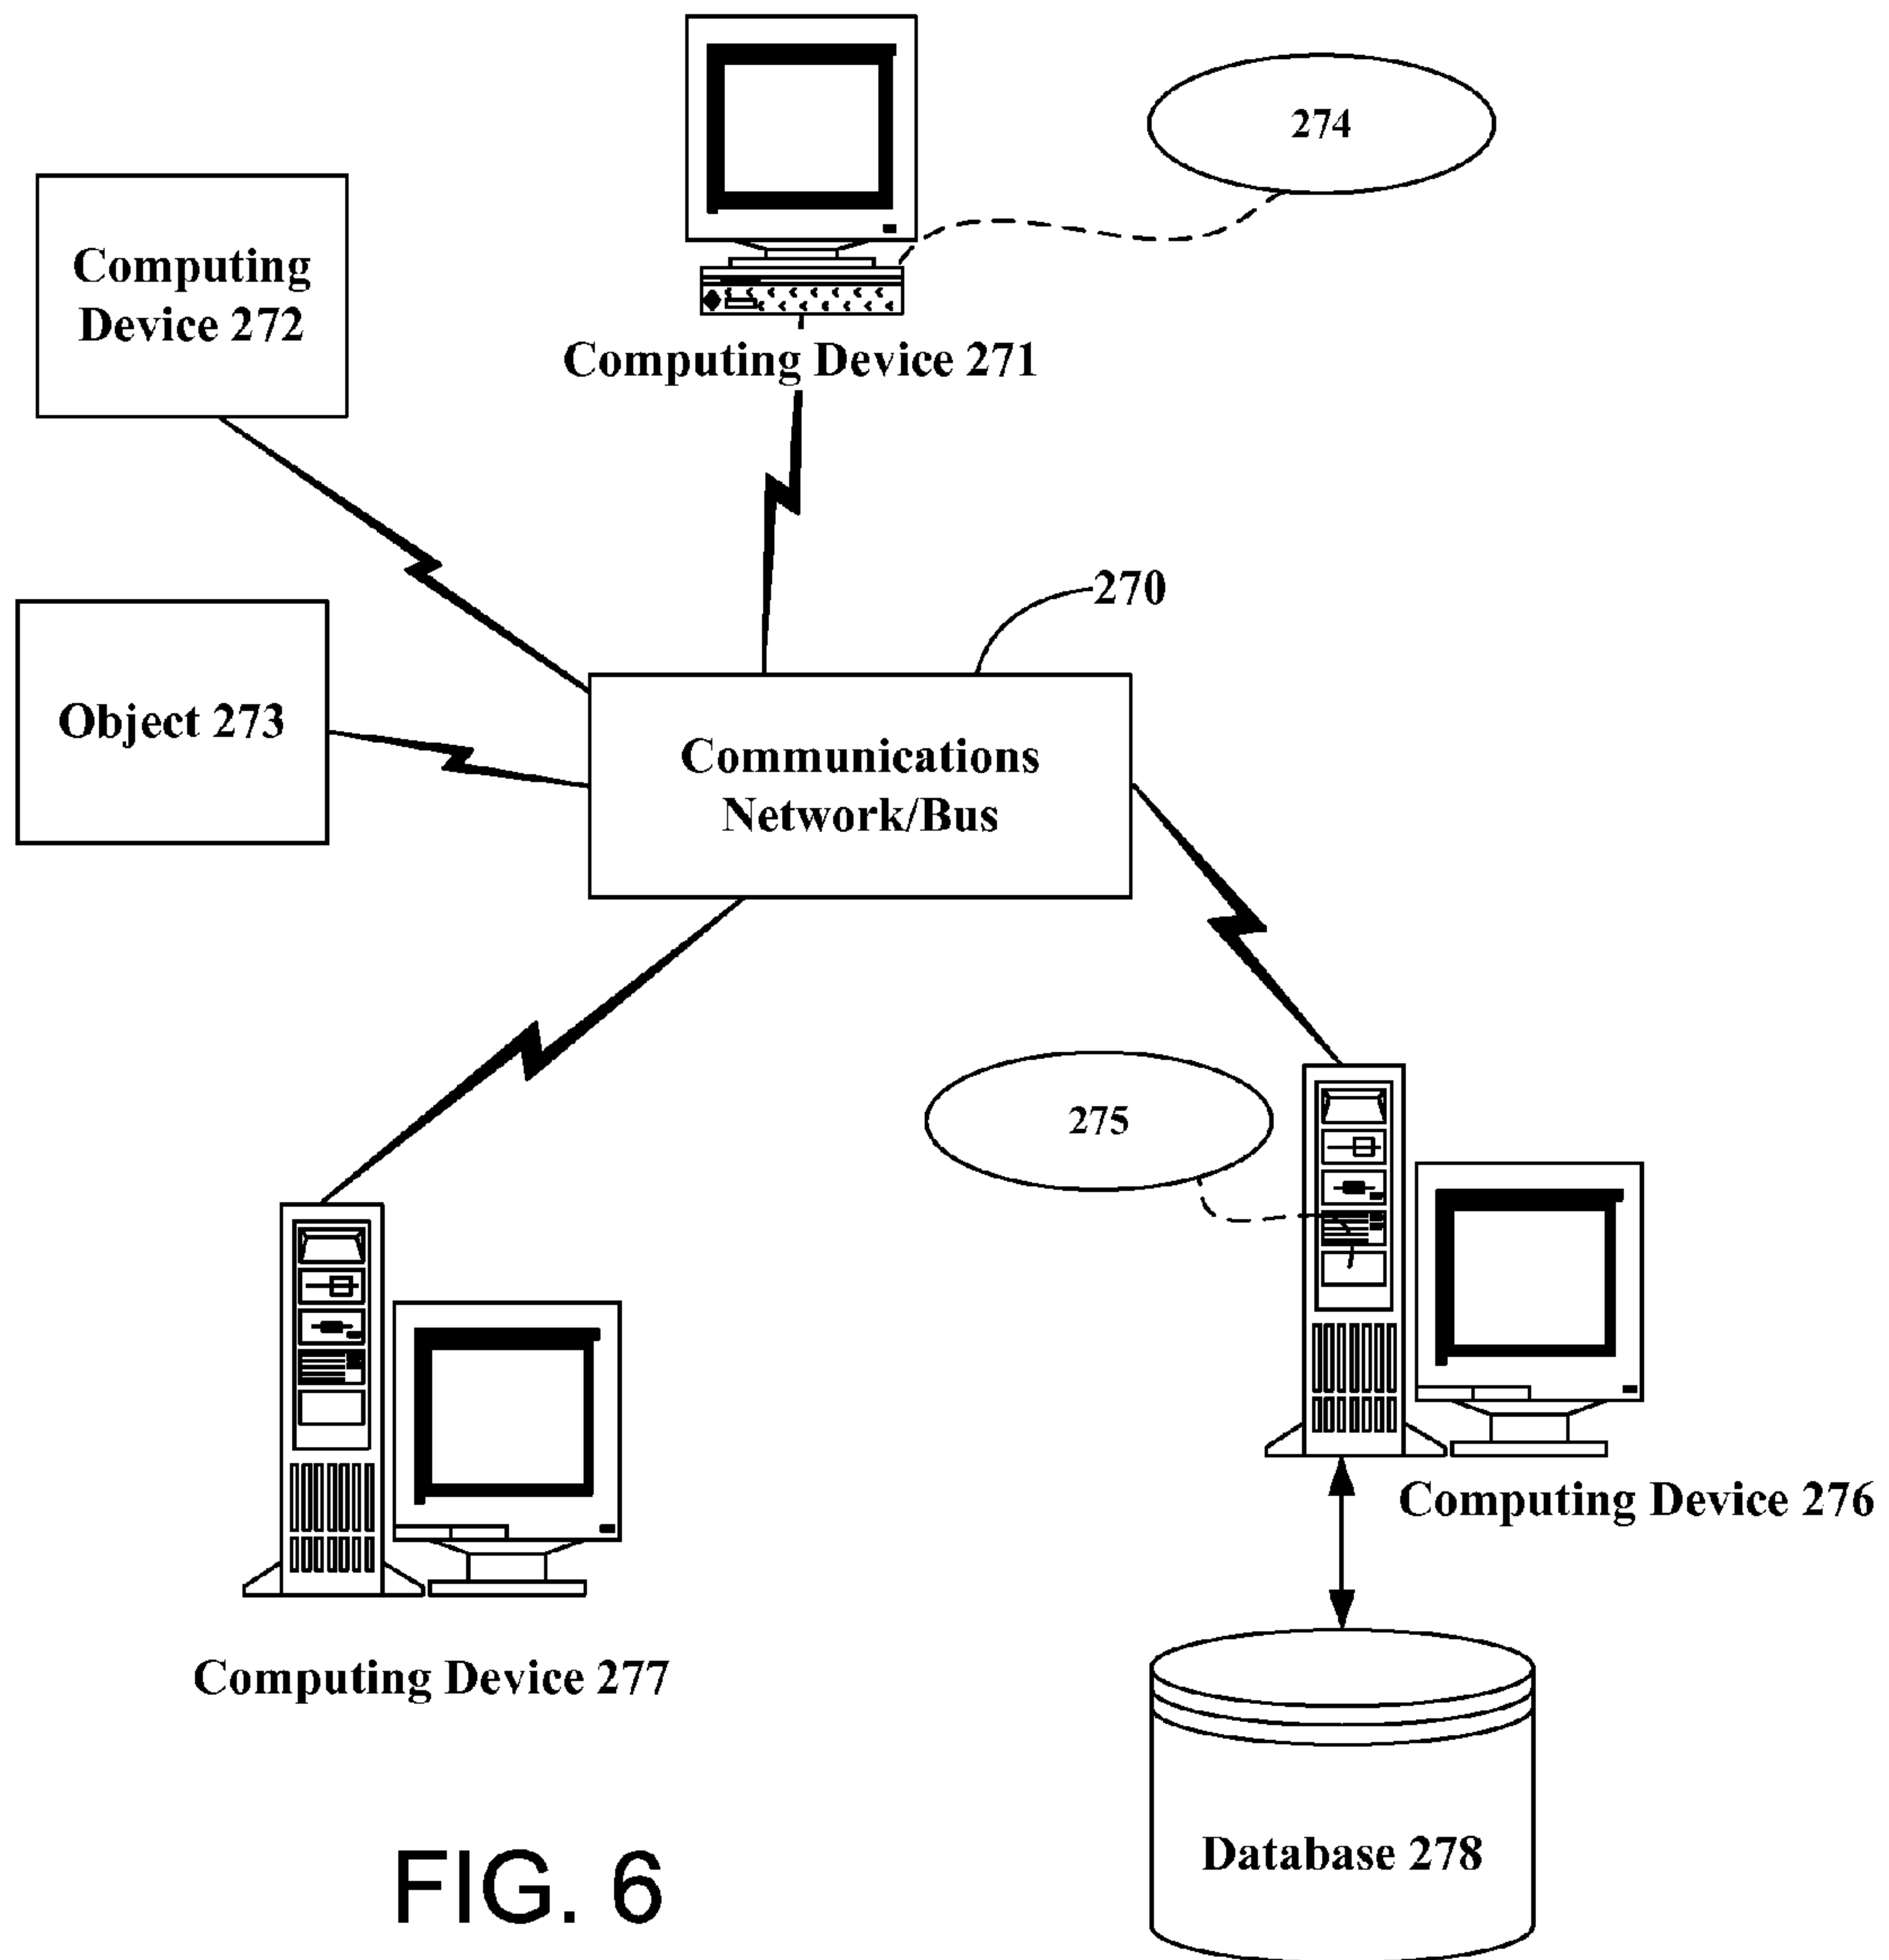 274
Computing
Device 272
Computing Device 271
270
Object 273
Communications
Network/Bus
275
Computing Device 276
Computing Device 277
Database 278
FIG. 6